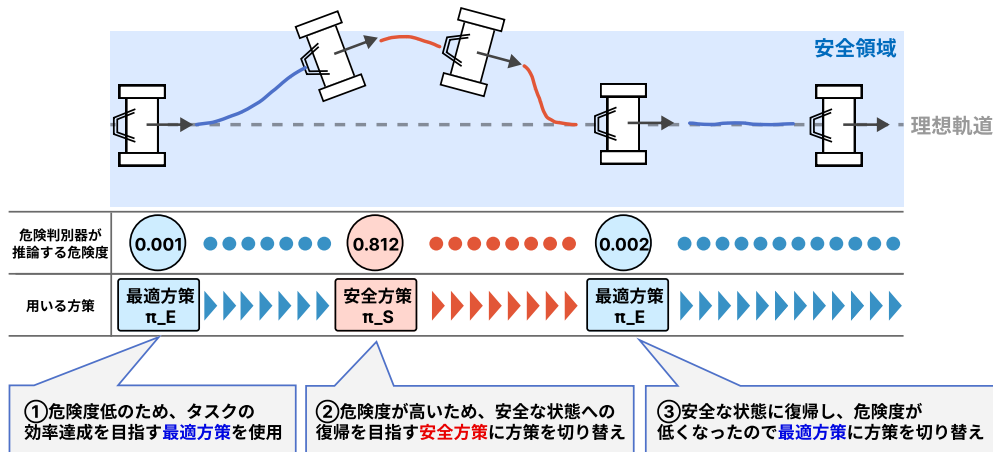 安全領域
理想軌道
危険判別器が
推論する危険度
0.001
0.812
0.002
用いる方策
最適方策
π_E
安全方策
π_S
最適方策
π_E
①危険度低のため、タスクの
効率達成を目指す最適方策を使用
②危険度が高いため、安全な状態への
復帰を目指す安全方策に方策を切り替え
③安全な状態に復帰し、危険度が
低くなったので最適方策に方策を切り替え